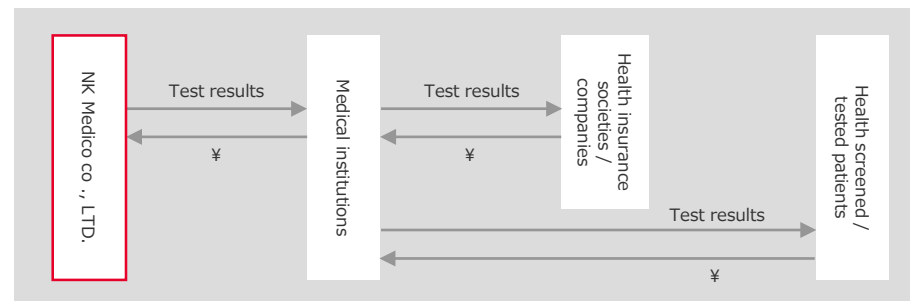 NK Medico co ., LTD.
Test results
¥
Medical institutions
Test results
¥
Health insurance
societies /
companies
Test results
¥
Health screened /
tested patients